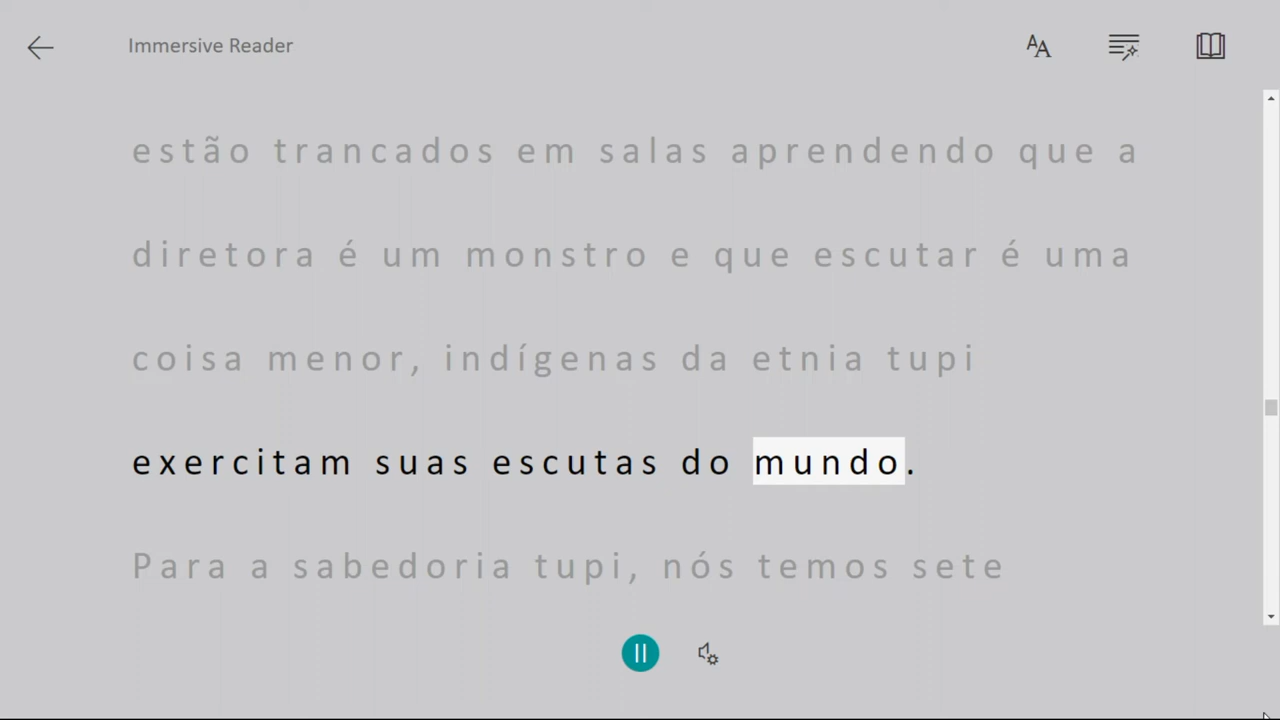 Immersive Reader
estão trancados em salas aprendendo que a
diretora é um monstro e que escutar é uma
coisa menor, indígenas da etnia tupi
exercitam suas escutas do mundo.
Para a sabedoria tupi, nós temos sete